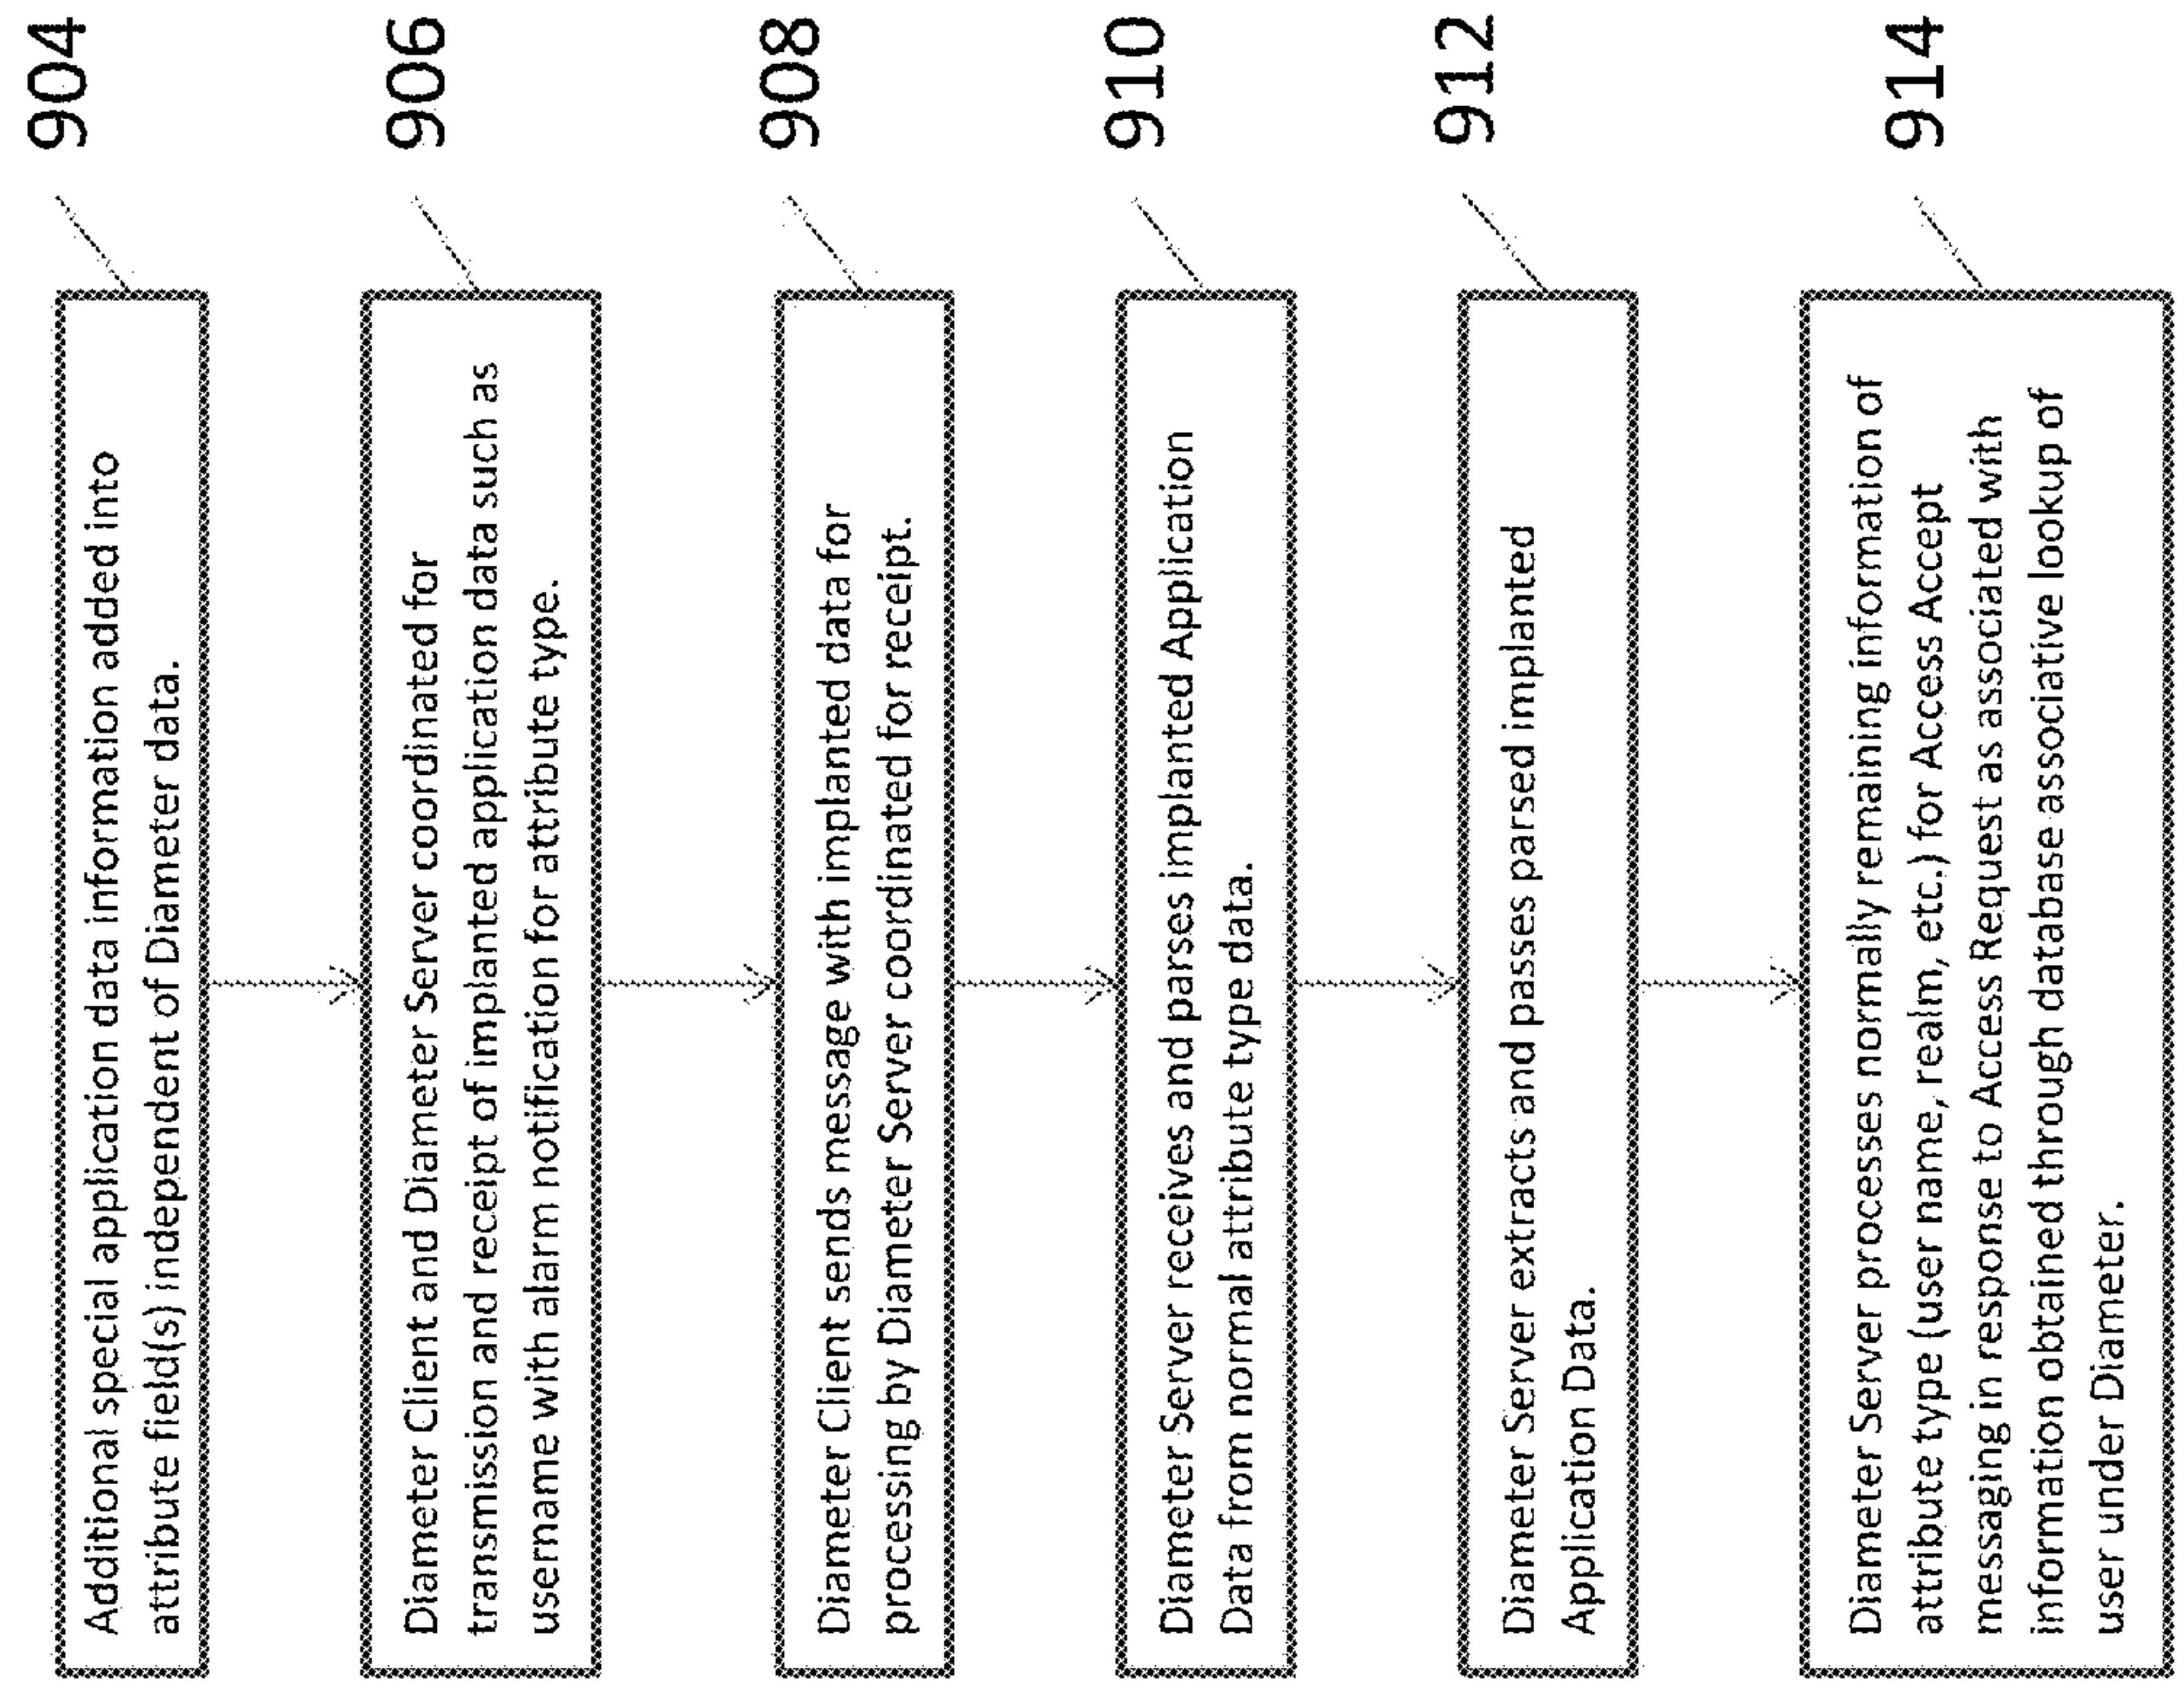 904
Additional special application data information added into
attribute field(s) independent of Diameter data.
906
Diameter Client and Diameter Server coordinated for
transmission and receipt of implanted application data such as
username with alarm notification for attribute type.
908
Diameter Client sends message with implanted data for
processing by Diameter Server coordinated for receipt.
910
Diameter Server receives and parses implanted Application
Data from normal attribute type data.
912
Diameter Server extracts and passes parsed implanted
Application Data.
914
Diameter Server processes normally remaining information of
attribute type (user name, realm, etc.) for Access Accept
messaging in response to Access Request as associated with
information obtained through database associative lookup of
user under Diameter.